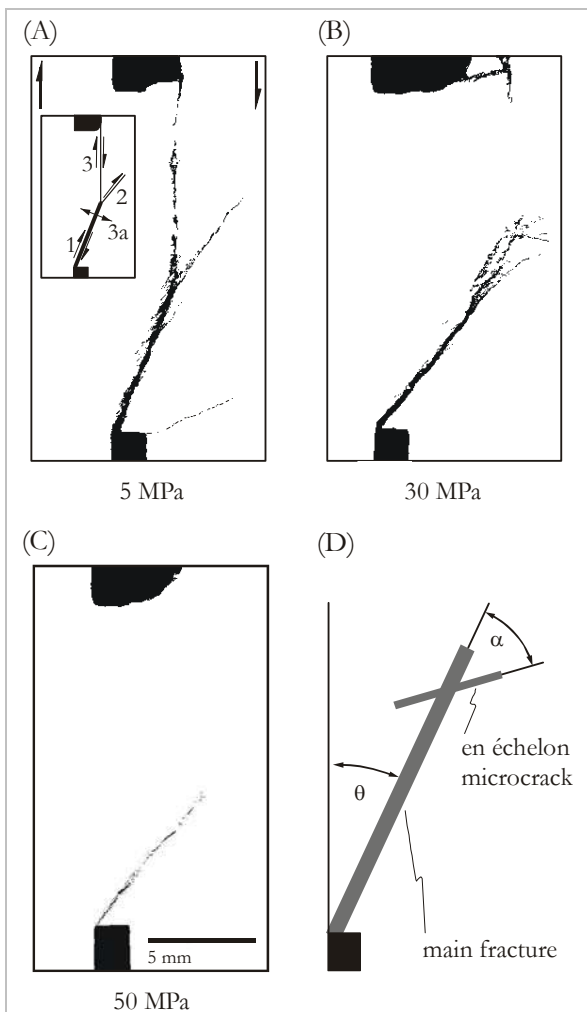 (A)
(B)
3
2
3a
1
5 MPa
30 MPa
(C)
(D)
α
en échelon
microcrack
θ
main fracture
5 mm
50 MPa